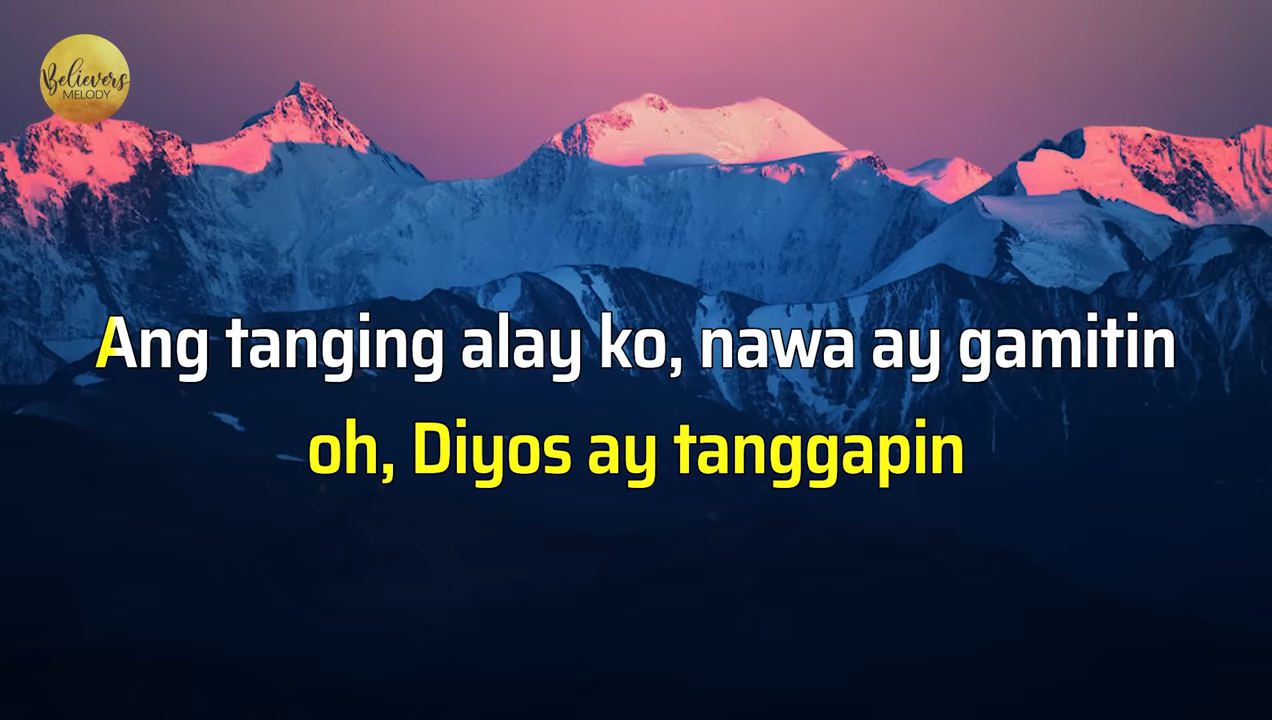 Believers
MELODY
Ang tanging alay ko, nawa ay gamitin
oh, Diyos ay tanggapin